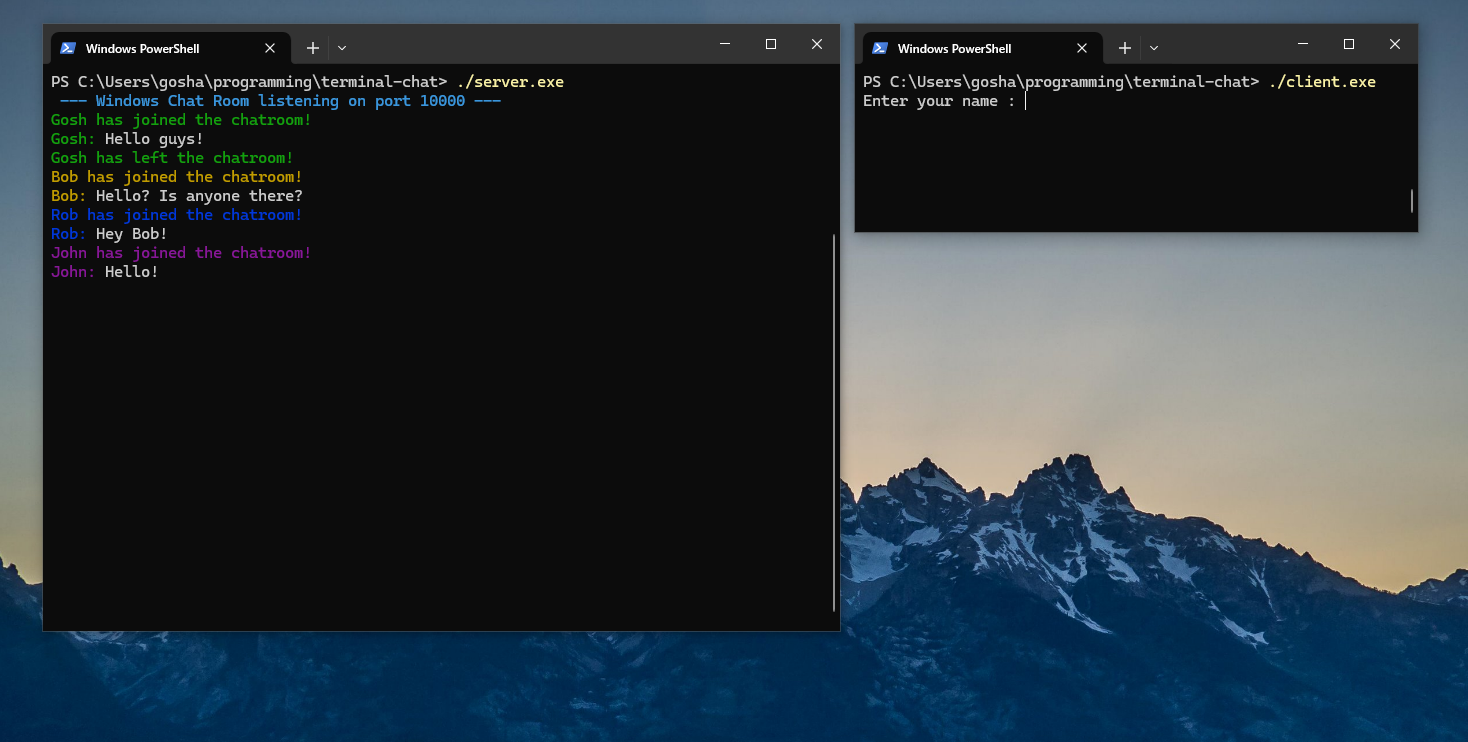 Windows PowerShell
PS C:\Users\gosha\programming\terminal-chat> ./server.exe
--- Windows Chat Room listening on port 10000 ---
Gosh has joined the chatroom!
Gosh: Hello guys!
Gosh has left the chatroom!
Bob has joined the chatroom!
Bob: Hello? Is anyone there?
Rob has joined the chatroom!
Rob: Hey Bob!
John has joined the chatroom!
John: Hello!
Windows PowerShell
PS C:\Users\gosha\programming\terminal-chat> ./client.exe
Enter your name :